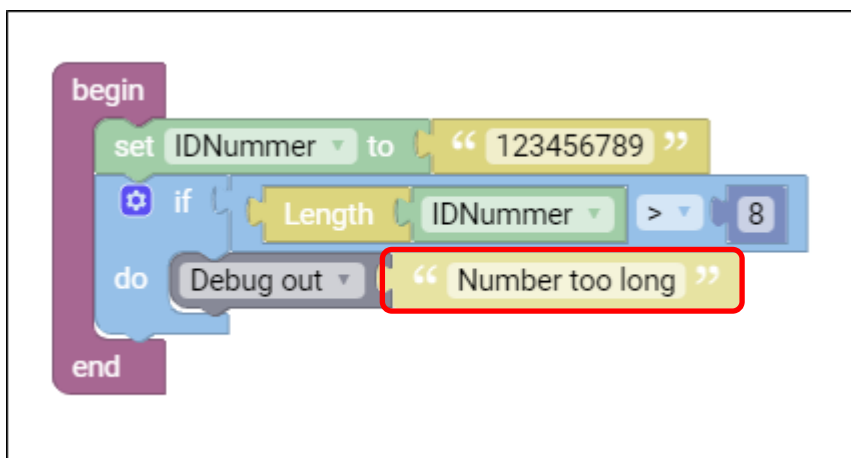 begin
set IDNummer to “ 123456789 ”
if Length IDNummer > 8
do Debug out “ Number too long ”
end